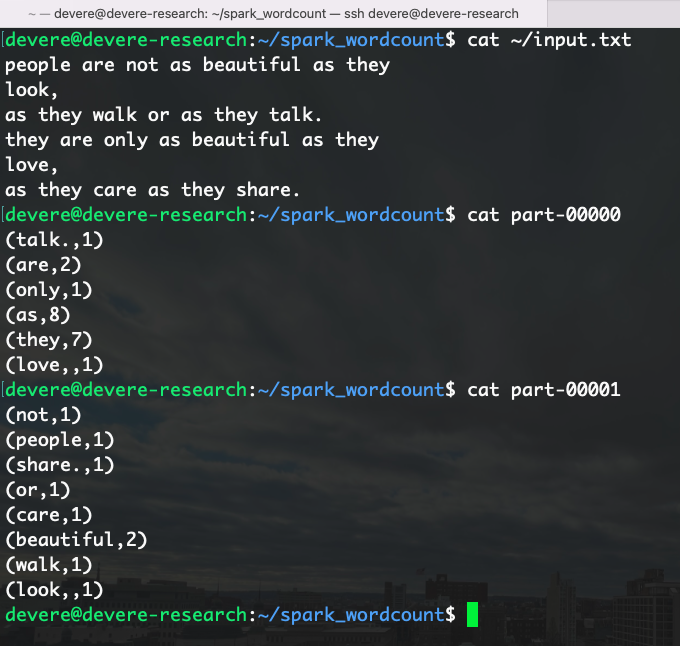 ~ — devere@devere-research: ~/spark_wordcount — ssh devere@devere-research
[devere@devere-research:~/spark_wordcount$ cat ~/input.txt
people are not as beautiful as they
look,
as they walk or as they talk.
they are only as beautiful as they
love,
as they care as they share.
[devere@devere-research:~/spark_wordcount$ cat part-00000
(talk.,1)
(are,2)
(only,1)
(as,8)
(they,7)
(love,,1)
[devere@devere-research:~/spark_wordcount$ cat part-00001
(not,1)
(people,1)
(share.,1)
(or,1)
(care,1)
(beautiful,2)
(walk,1)
(look,,1)
devere@devere-research:~/spark_wordcount$